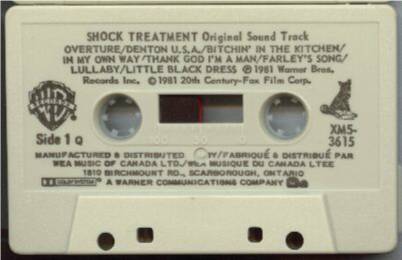 SHOCK TREATMENT Original Sound Track
OVERTURE/DENTON U.S.A./BITCHIN' IN THE KITCHEN/
IN MY OWN WAY/THANK GOD I'M A MAN/FARLEY'S SONG/
LULLABY/LITTLE BLACK DRESS ℗ 1981 Warner Bros.
Records Inc. © 1981 20th Century-Fox Film Corp.
Side 1
XM5-
3615
MANUFACTURED & DISTRIBUTED BY/FABRIQUÉ & DISTRIBUÉ PAR
WEA MUSIC OF CANADA LTD./WEA MUSIQUE DU CANADA LTEE
1810 BIRCHMOUNT RD., SCARBOROUGH, ONTARIO
DOLBY SYSTEM A WARNER COMMUNICATIONS COMPANY